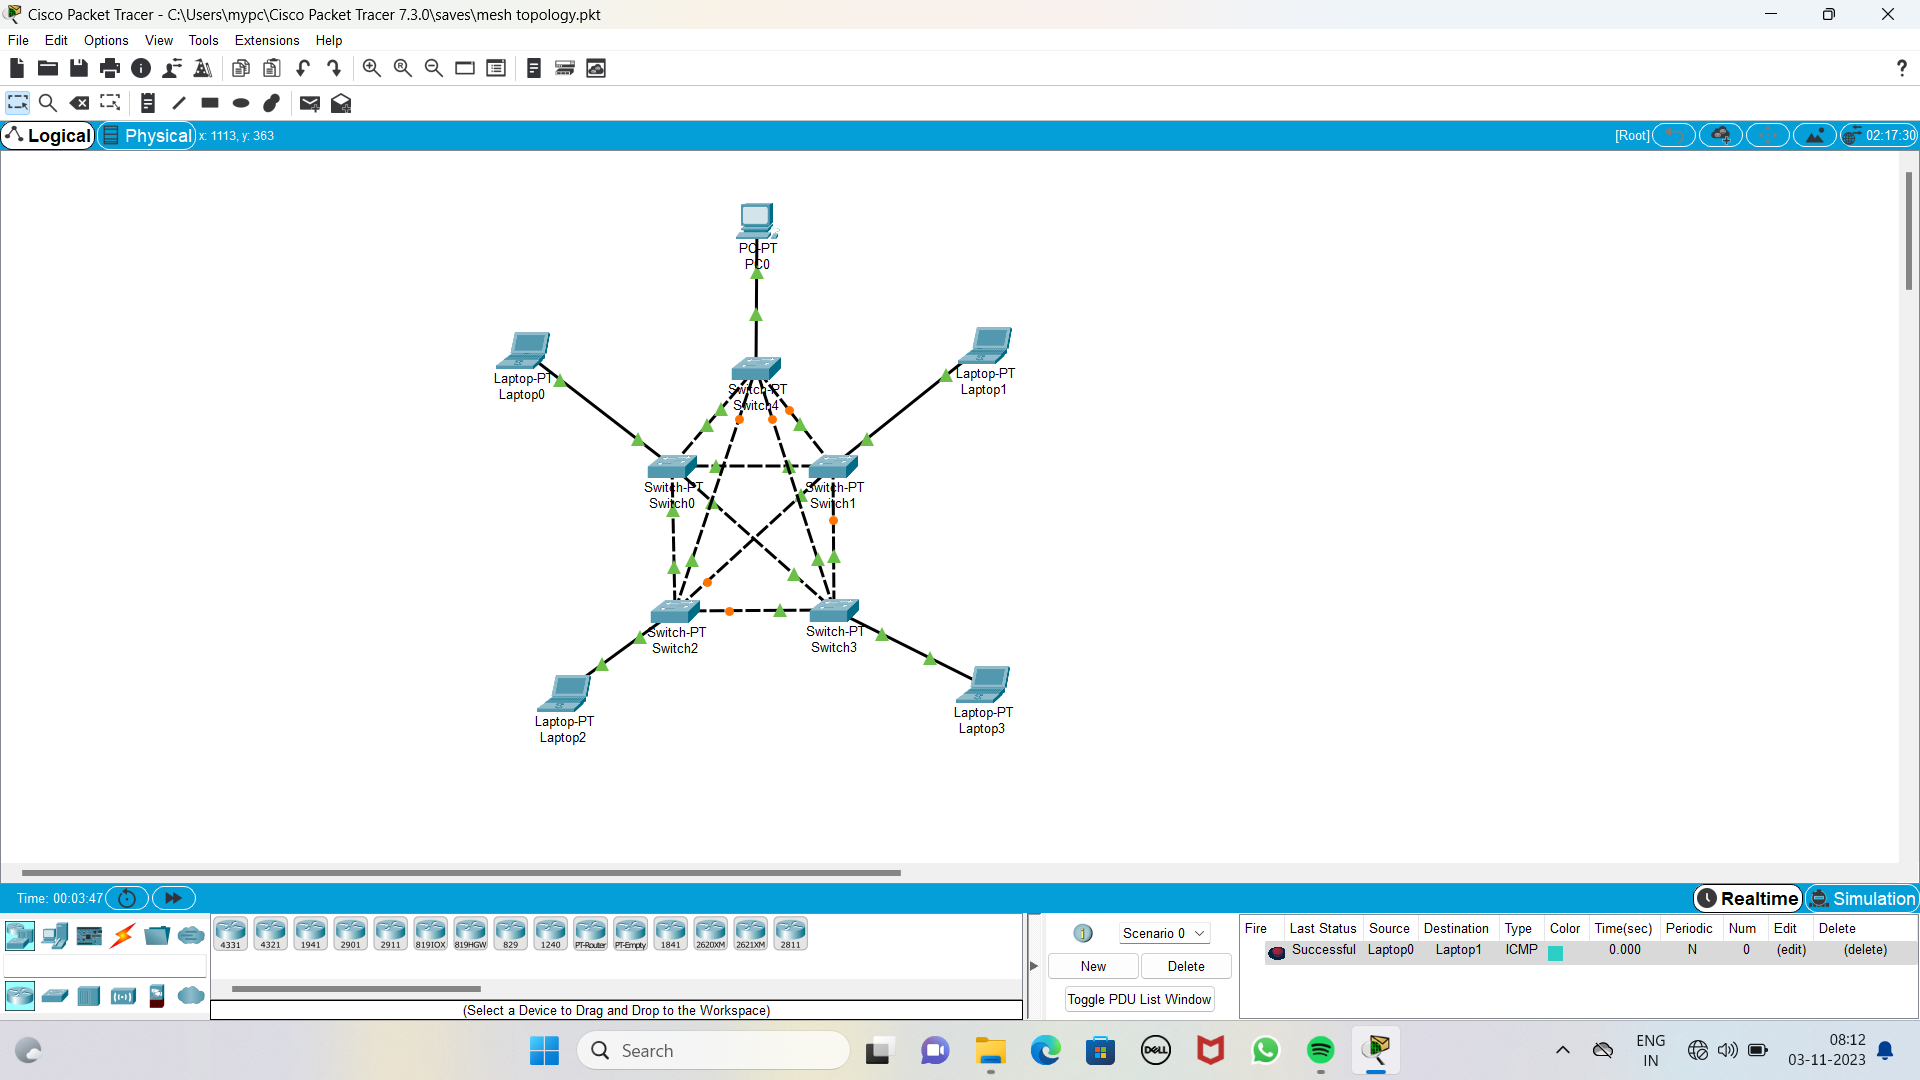 Cisco Packet Tracer - C:\Users\mypc\Cisco Packet Tracer 7.3.0\saves\mesh topology.pkt
File Edit Options View Tools Extensions Help
?
Logical Physical x: 1113, y: 363 [Root] 02:17:30
PC-PT
PC0
Laptop-PT
Laptop0
Laptop-PT
Laptop1
Switch-PT
Switch4
Switch-PT
Switch0
Switch-PT
Switch1
Switch-PT
Switch2
Switch-PT
Switch3
Laptop-PT
Laptop2
Laptop-PT
Laptop3
Time: 00:03:47 Realtime Simulation
4331 4321 1941 2901 2911 819IOX 819HGW 829 1240 PT-Router PT-Empty 1841 2620XM 2621XM 2811
(Select a Device to Drag and Drop to the Workspace)
Scenario 0
New Delete
Toggle PDU List Window
Fire Last Status Source Destination Type Color Time(sec) Periodic Num Edit Delete
Successful Laptop0 Laptop1 ICMP 0.000 N 0 (edit) (delete)
Search
DELL
ENG
IN
08:12
03-11-2023